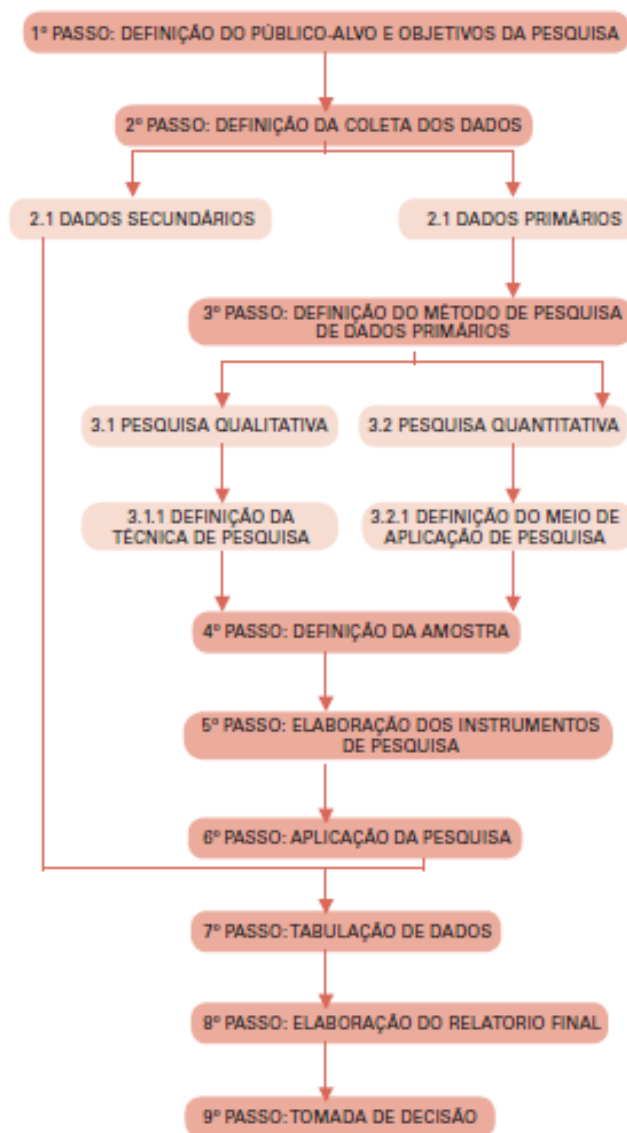 1º PASSO: DEFINIÇÃO DO PÚBLICO-ALVO E OBJETIVOS DA PESQUISA
2º PASSO: DEFINIÇÃO DA COLETA DOS DADOS
2.1 DADOS SECUNDÁRIOS
2.1 DADOS PRIMÁRIOS
3º PASSO: DEFINIÇÃO DO MÉTODO DE PESQUISA
DE DADOS PRIMÁRIOS
3.1 PESQUISA QUALITATIVA
3.2 PESQUISA QUANTITATIVA
3.1.1 DEFINIÇÃO DA
TÉCNICA DE PESQUISA
3.2.1 DEFINIÇÃO DO MEIO DE
APLICAÇÃO DE PESQUISA
4º PASSO: DEFINIÇÃO DA AMOSTRA
5º PASSO: ELABORAÇÃO DOS INSTRUMENTOS
DE PESQUISA
6º PASSO: APLICAÇÃO DA PESQUISA
7º PASSO: TABULAÇÃO DE DADOS
8º PASSO: ELABORAÇÃO DO RELATORIO FINAL
9º PASSO: TOMADA DE DECISÃO